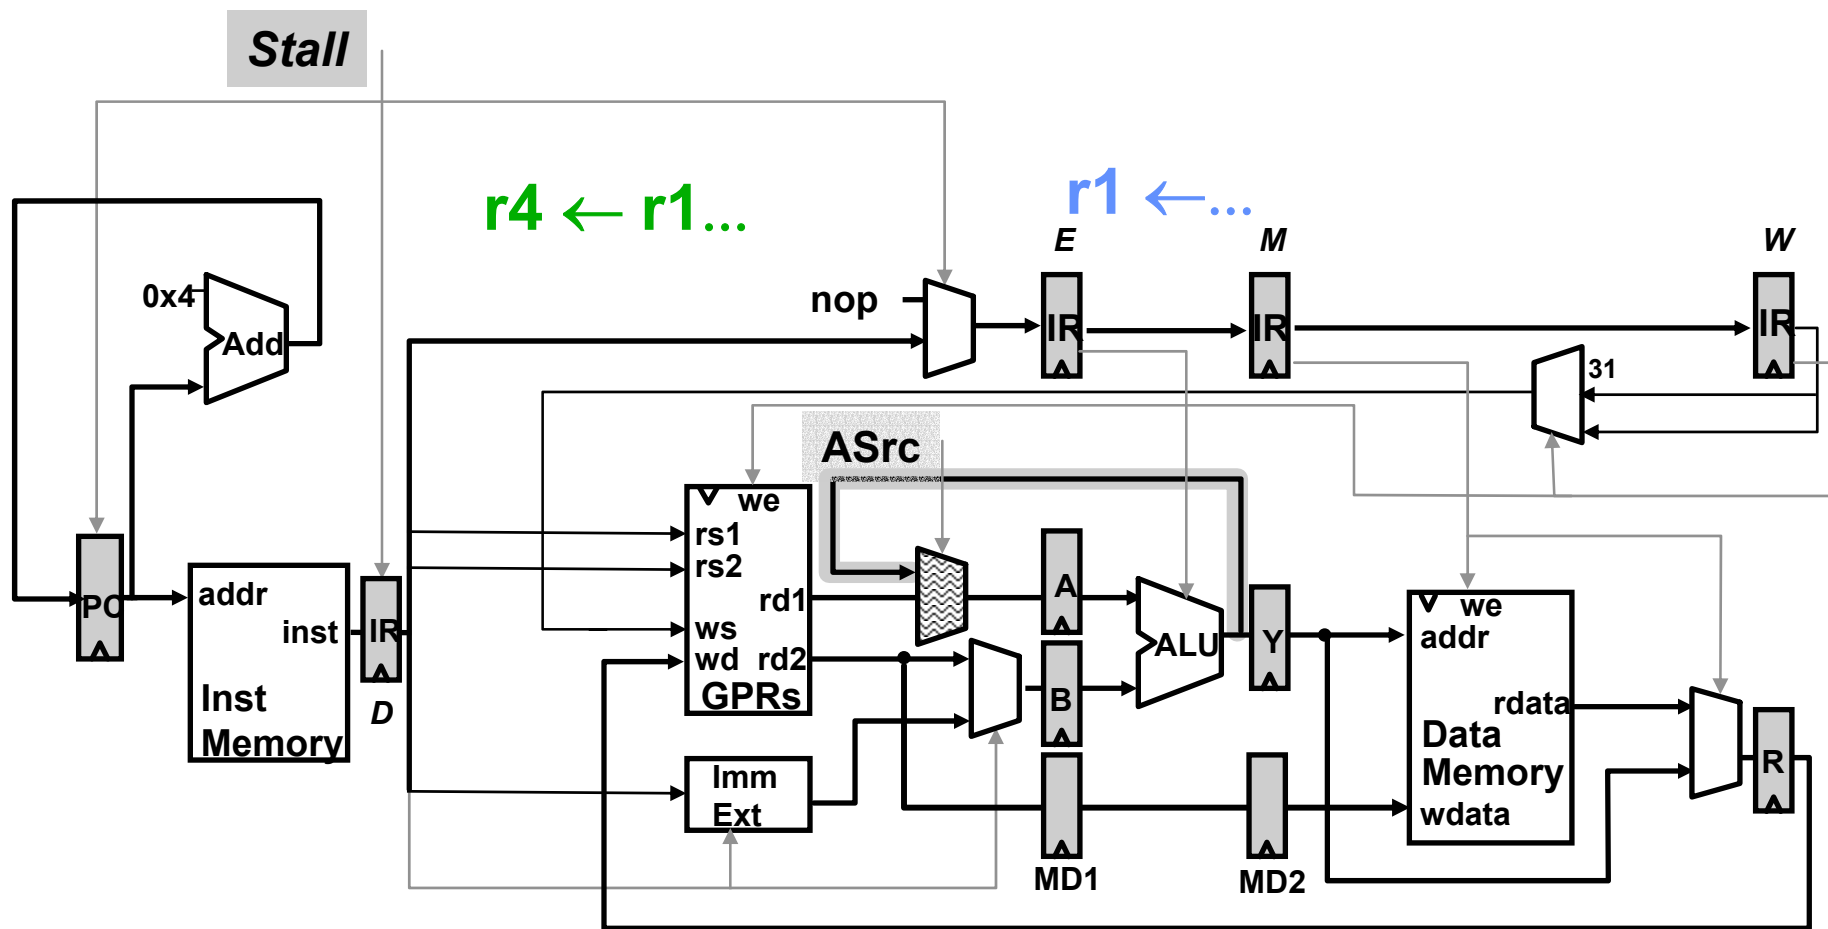 Stall
r4 ← r1...
r1 ←...
E
M
W
0x4
Add
nop
IR
IR
IR
31
ASrc
we
rs1
rs2
rd1
ws
wd
rd2
GPRs
A
B
ALU
Y
PC
addr
inst
Inst
Memory
IR
D
we
addr
rdata
Data
Memory
wdata
R
Imm
Ext
MD1
MD2